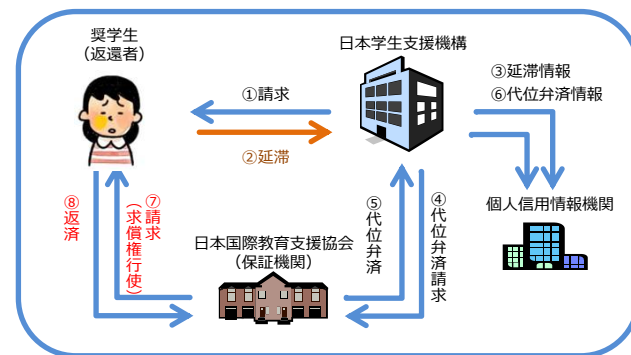 奨学生
(返還者)
日本学生支援機構
①請求
②延滞
③延滞情報
⑥代位弁済情報
個人信用情報機関
⑧返済
⑦請求
(求償権行使)
日本国際教育支援協会
(保証機関)
⑤代位弁済
④代位弁済請求